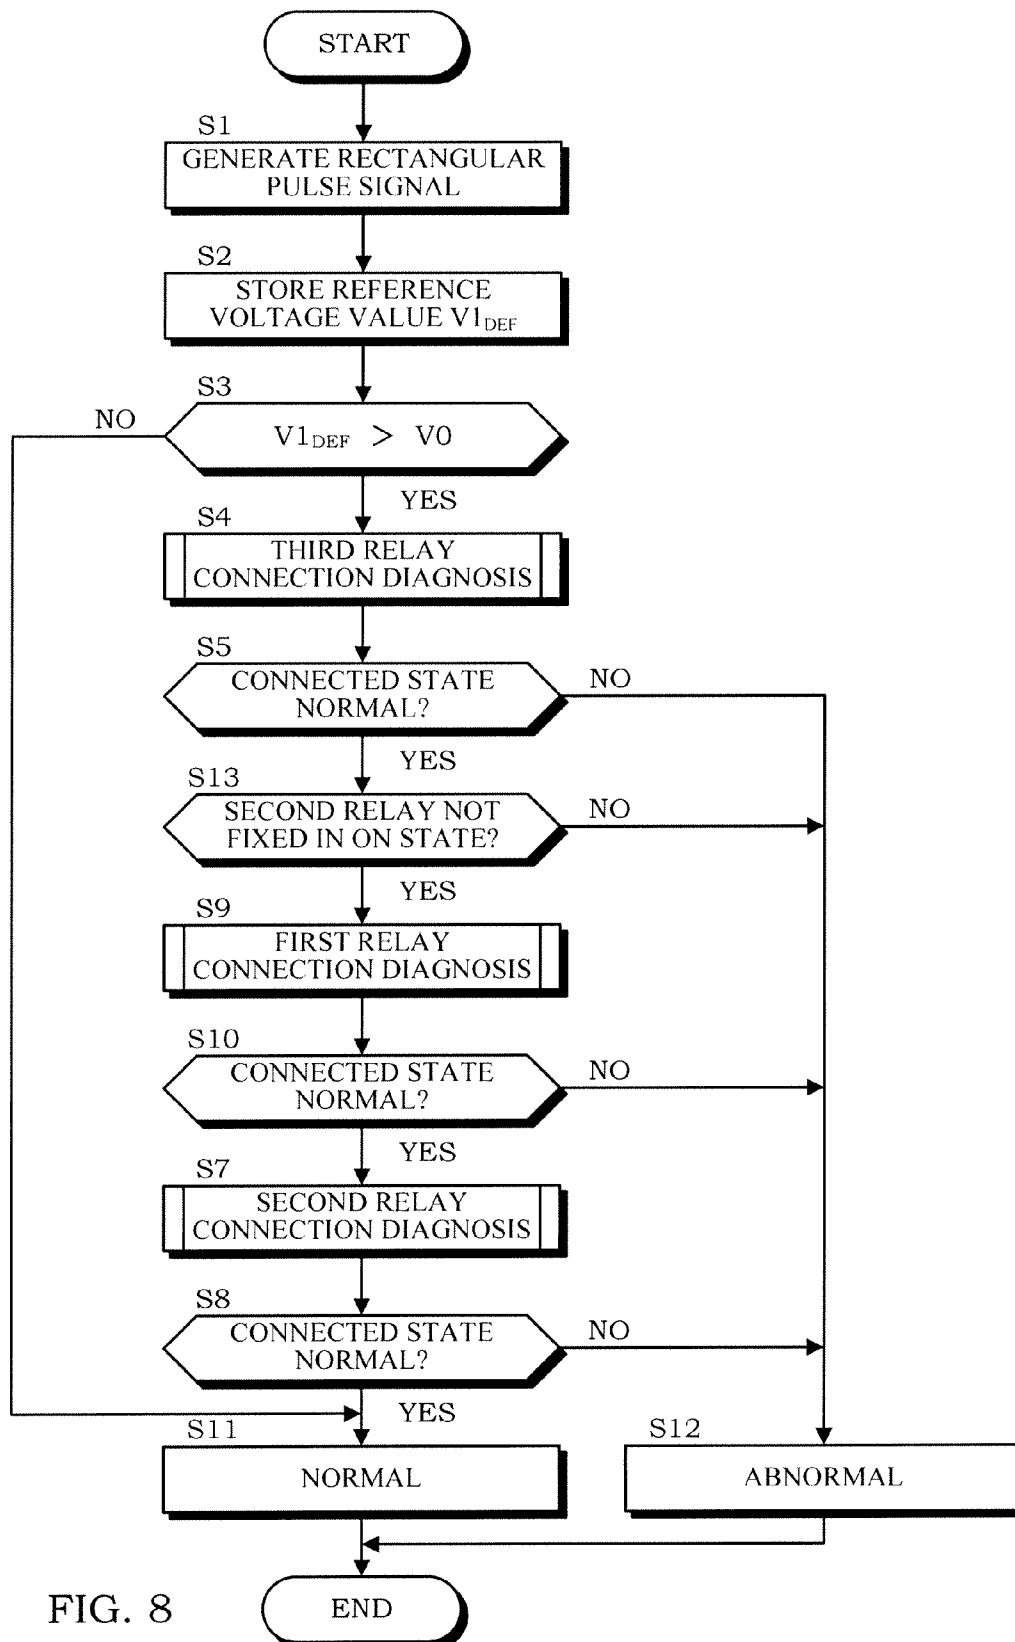 START
S1
GENERATE RECTANGULAR
PULSE SIGNAL
S2
STORE REFERENCE
VOLTAGE VALUE V1DEF
S3
NO
V1DEF > V0
YES
S4
THIRD RELAY
CONNECTION DIAGNOSIS
S5
CONNECTED STATE
NORMAL?
NO
YES
S13
SECOND RELAY NOT
FIXED IN ON STATE?
NO
YES
S9
FIRST RELAY
CONNECTION DIAGNOSIS
S10
CONNECTED STATE
NORMAL?
NO
YES
S7
SECOND RELAY
CONNECTION DIAGNOSIS
S8
CONNECTED STATE
NORMAL?
NO
YES
S11
NORMAL
S12
ABNORMAL
END
FIG. 8